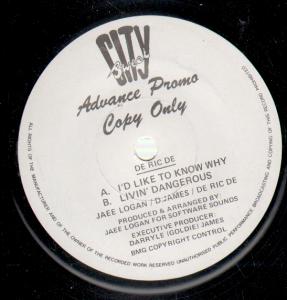 CITY
Advance Promo
Copy Only
DE RIC DE
A. I'D LIKE TO KNOW WHY
B. LIVIN' DANGEROUS
JAEE LOGAN / D.JAMES / DE RIC DE
PRODUCED & ARRANGED BY:
JAEE LOGAN FOR SOFTWARE SOUNDS
EXECUTIVE PRODUCER:
DARRYLE (GOLDIE) JAMES
BMG COPYRIGHT CONTROL
ALL RIGHTS OF THE MANUFACTURER AND OF THE OWNER OF THE RECORDED WORK RESERVED UNAUTHORISED PUBLIC PERFORMANCE BROADCASTING AND COPYING OF THIS RECORD PROHIBITED